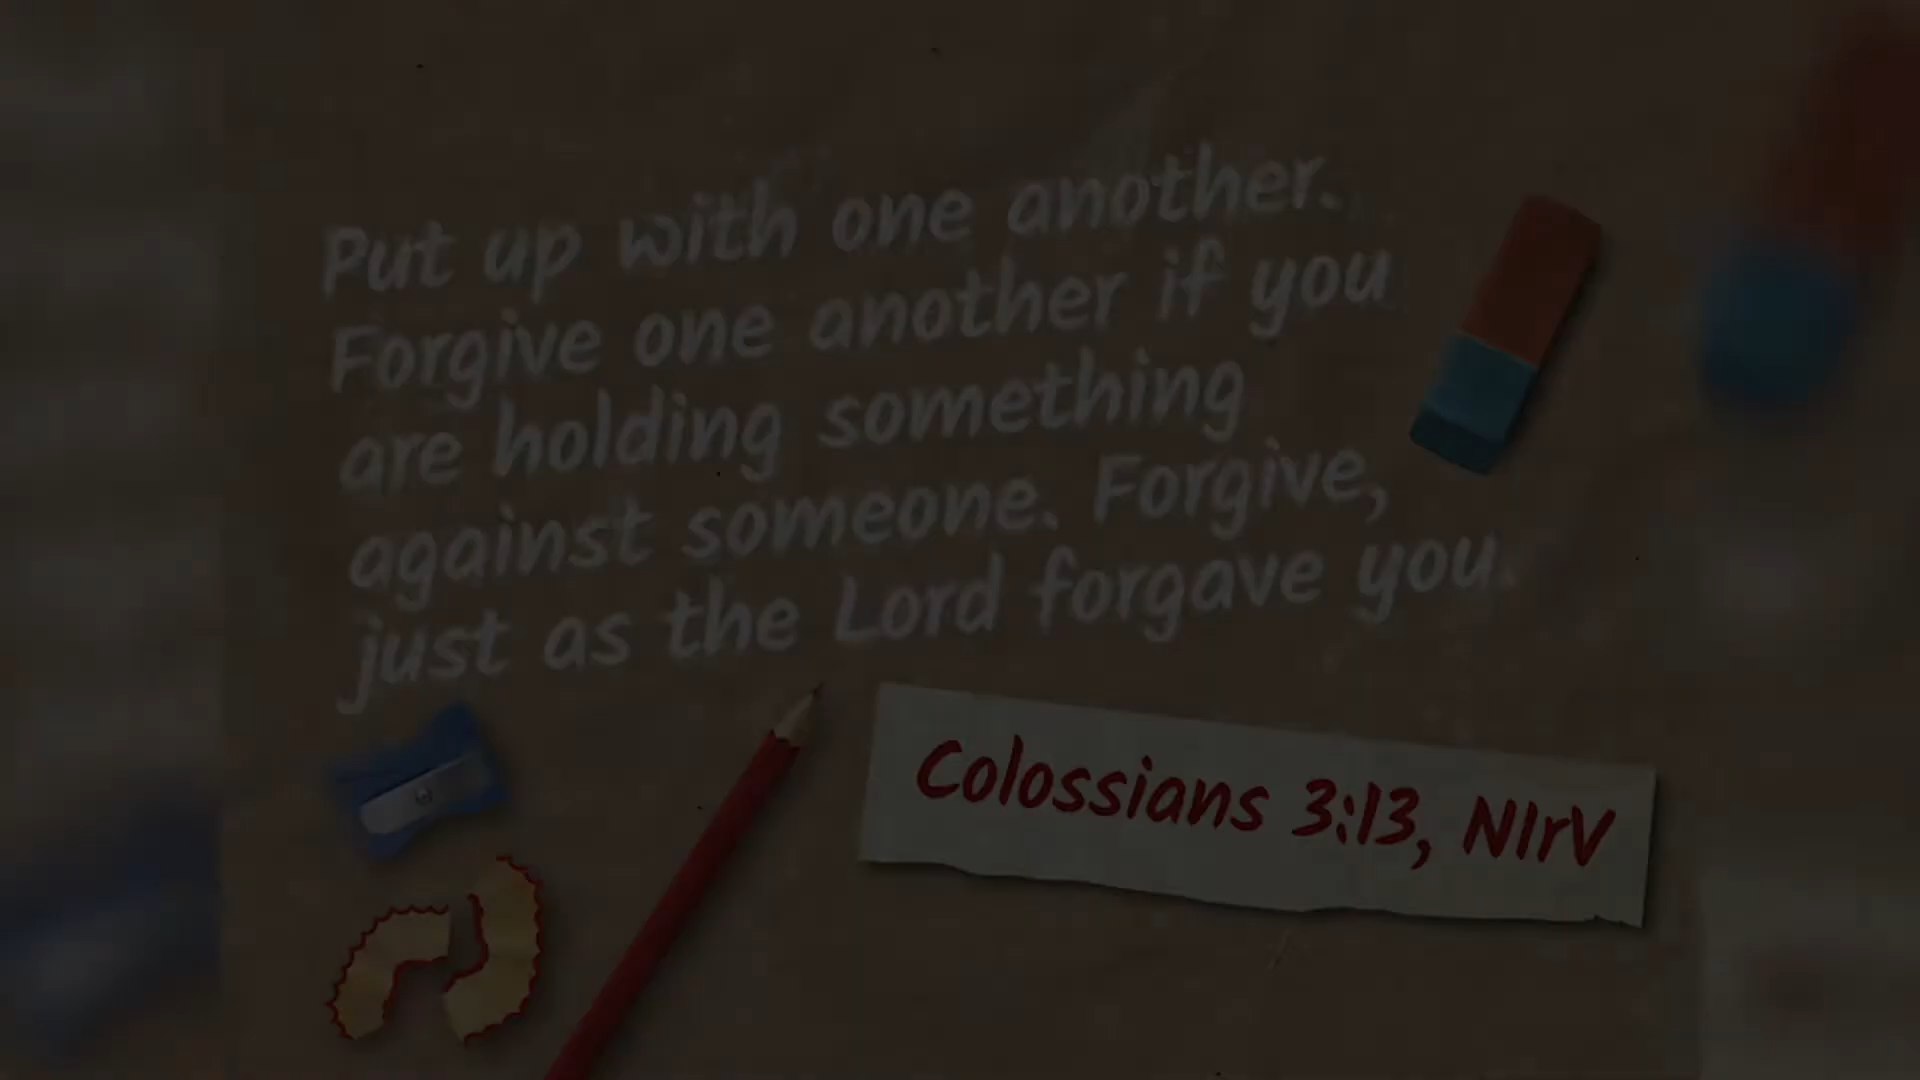 Put up with one another.
Forgive one another if you
are holding something
against someone. Forgive,
just as the Lord forgave you.
Colossians 3:13, NIrV